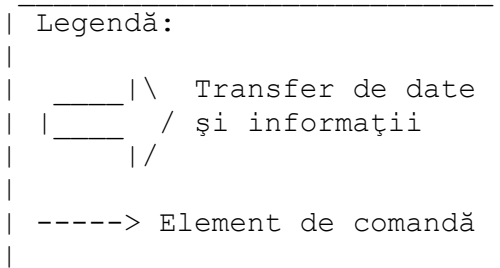 Legendă:
Transfer de date
şi informaţii
-----> Element de comandă